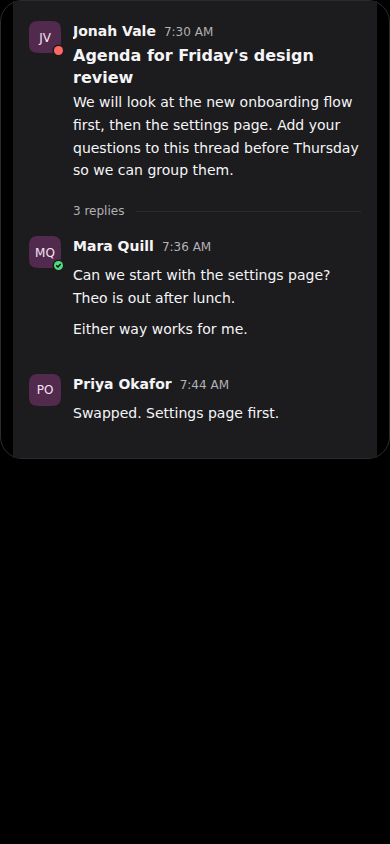 JV
Jonah Vale 7:30 AM
Agenda for Friday's design
review
We will look at the new onboarding flow
first, then the settings page. Add your
questions to this thread before Thursday
so we can group them.
3 replies
MQ
Mara Quill 7:36 AM
Can we start with the settings page?
Theo is out after lunch.
Either way works for me.
PO
Priya Okafor 7:44 AM
Swapped. Settings page first.